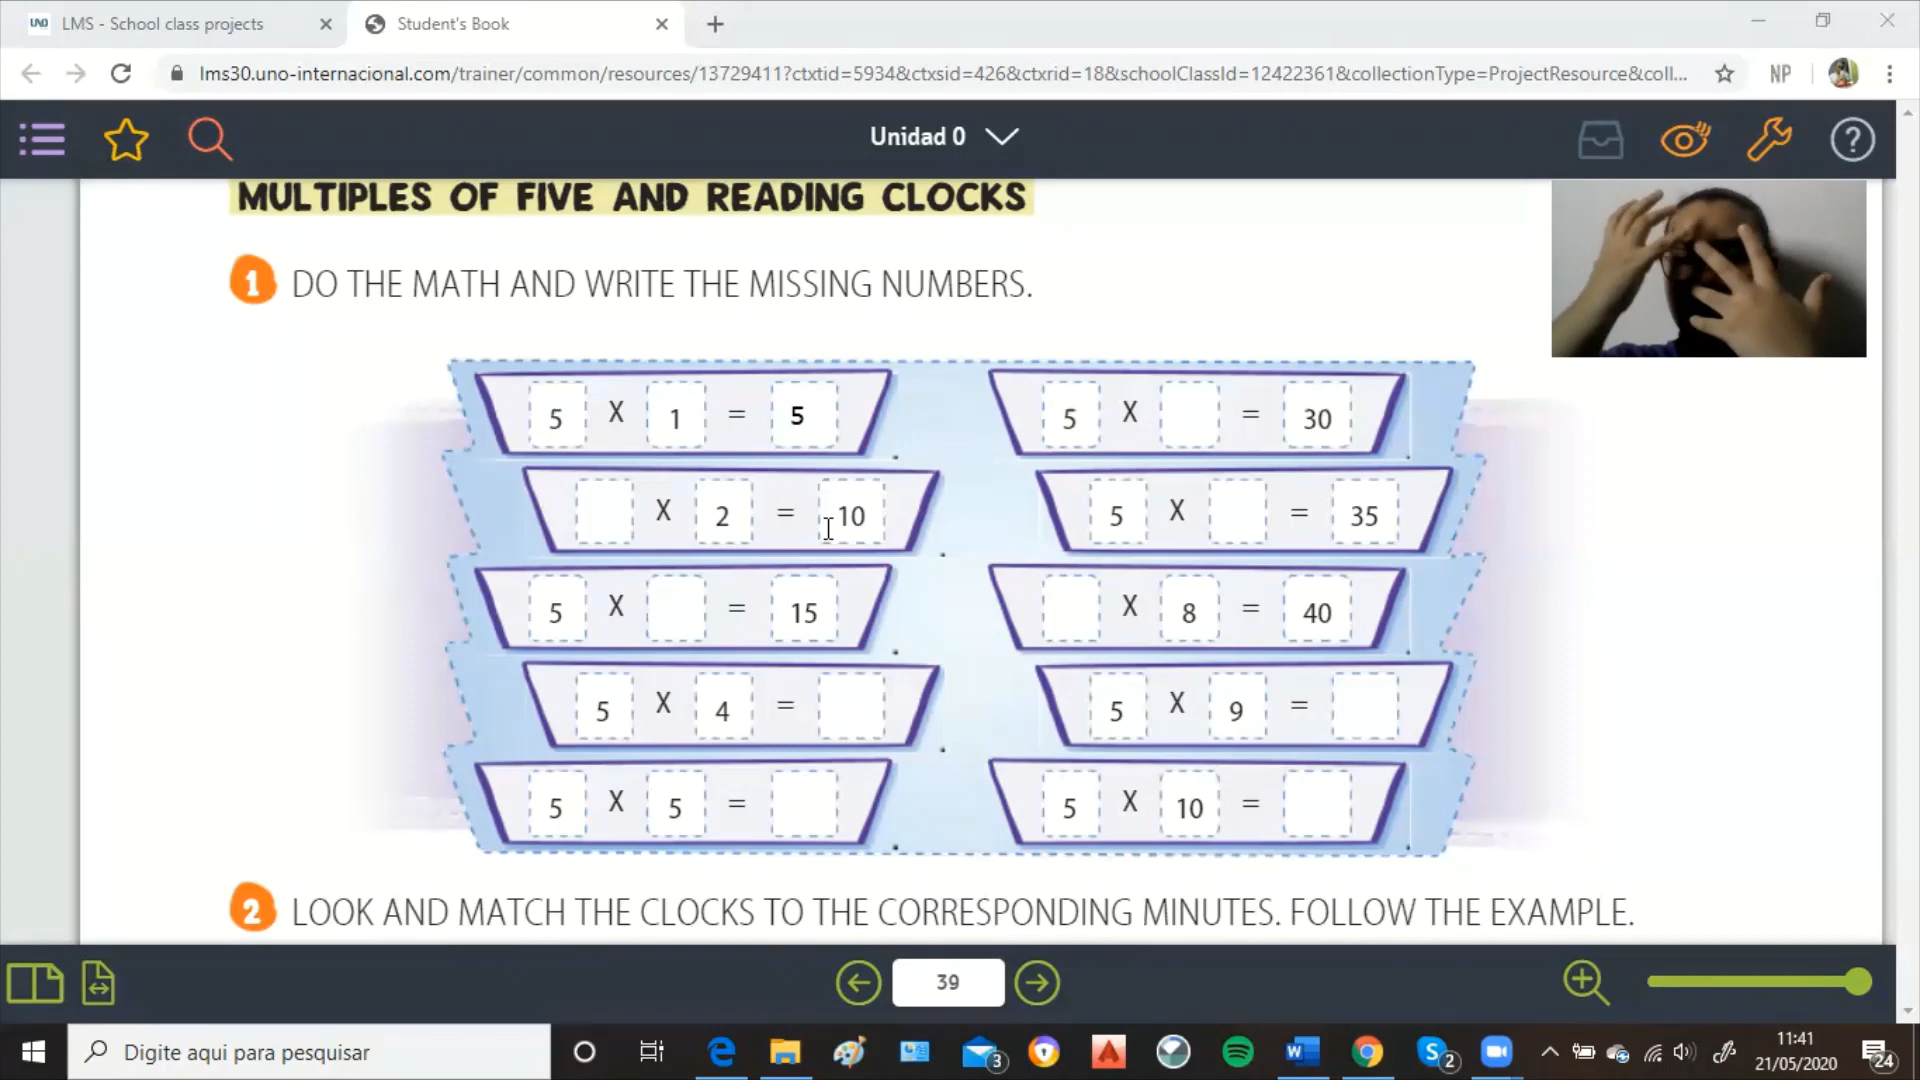 UNO LMS - School class projects
Student's Book
lms30.uno-internacional.com/trainer/common/resources/13729411?ctxtid=5934&ctxsid=426&ctxrid=18&schoolClassId=12422361&collectionType=ProjectResource&coll...
NP
Unidad 0
MULTIPLES OF FIVE AND READING CLOCKS
1 DO THE MATH AND WRITE THE MISSING NUMBERS.
5 X 1 = 5
5 X = 30
X 2 = 10
5 X = 35
5 X = 15
X 8 = 40
5 X 4 =
5 X 9 =
5 X 5 =
5 X 10 =
2 LOOK AND MATCH THE CLOCKS TO THE CORRESPONDING MINUTES. FOLLOW THE EXAMPLE.
39
Digite aqui para pesquisar
3
2
11:41
21/05/2020
24